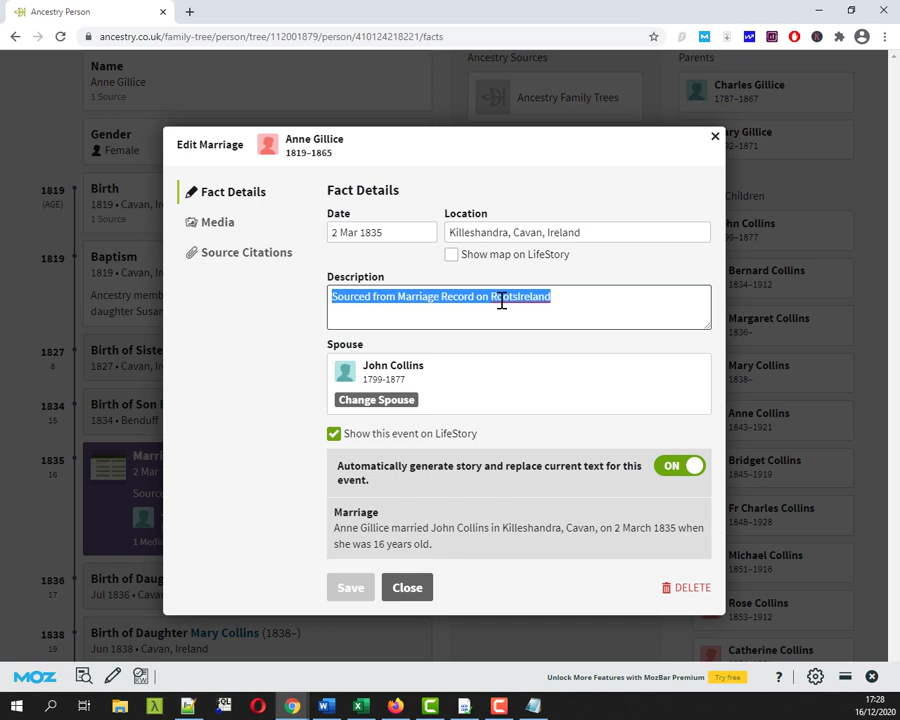 Ancestry Person
ancestry.co.uk/family-tree/person/tree/112001879/person/410124218221/facts
Name
Anne Gillice
1 Source
Gender
Female
1819
(AGE)
Birth
1819 • Cavan, Ire
1 Source
1819
Baptism
1819 • Cavan, Ire
Ancestry memb
daughter Susan
1827
8
Birth of Siste
1827 • Cavan, Ire
1834
15
Birth of Son B
1834 • Benduff
1835
16
Marri
2 Mar
Source
1 Medi
1836
17
Birth of Daug
Jul 1836 • Cava
1838
19
Birth of Daughter Mary Collins (1838–)
Jun 1838 • Cavan, Ireland
Ancestry Sources
Ancestry Family Trees
Parents
Charles Gillice
1787–1867
ry Gillice
92–1871
Children
hn Collins
99–1877
Bernard Collins
1834–1912
Margaret Collins
1836–
Mary Collins
1838–
Anne Collins
1843–1921
Bridget Collins
1845–1919
Fr Charles Collins
1848–1928
Michael Collins
1851–1916
Rose Collins
1853–1912
Catherine Collins
Edit Marriage
Anne Gillice
1819–1865
Fact Details
Media
Source Citations
Fact Details
Date
Location
2 Mar 1835
Killeshandra, Cavan, Ireland
Show map on LifeStory
Description
Sourced from Marriage Record on RootsIreland
Spouse
John Collins
1799-1877
Change Spouse
Show this event on LifeStory
Automatically generate story and replace current text for this
event.
ON
Marriage
Anne Gillice married John Collins in Killeshandra, Cavan, on 2 March 1835 when
she was 16 years old.
Save
Close
DELETE
MOZ
Unlock More Features with MozBar Premium
Try free
17:28
16/12/2020